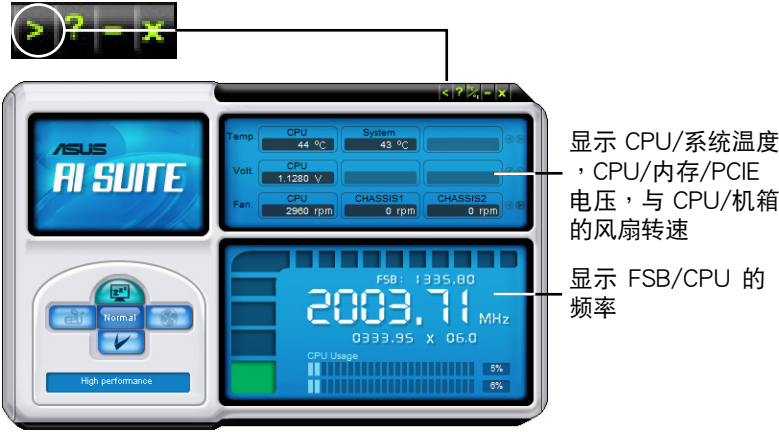 > ? - x
< ? °C/°F - x
ASUS
AI SUITE
Temp. CPU System
44 °C 43 °C
Volt. CPU
1.1280 V
Fan. CPU CHASSIS1 CHASSIS2
2960 rpm 0 rpm 0 rpm
显示 CPU/系统温度
，CPU/内存/PCIE
电压，与 CPU/机箱
的风扇转速
FSB: 1335.80
2003.71 MHz
0333.95 X 06.0
CPU Usage
5%
6%
显示 FSB/CPU 的
频率
Normal
High performance